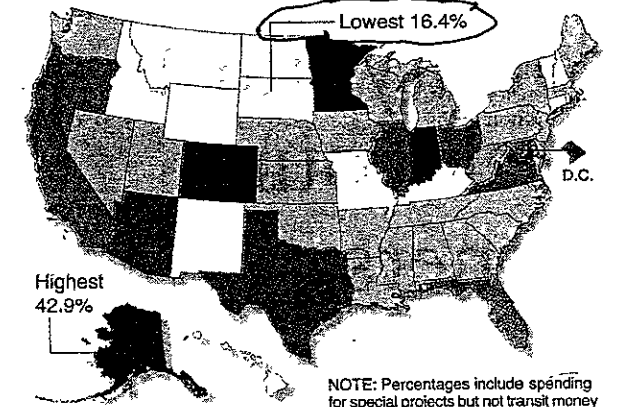 Lowest 16.4%
D.C.
Highest
42.9%
NOTE: Percentages include spending
for special projects but not transit money